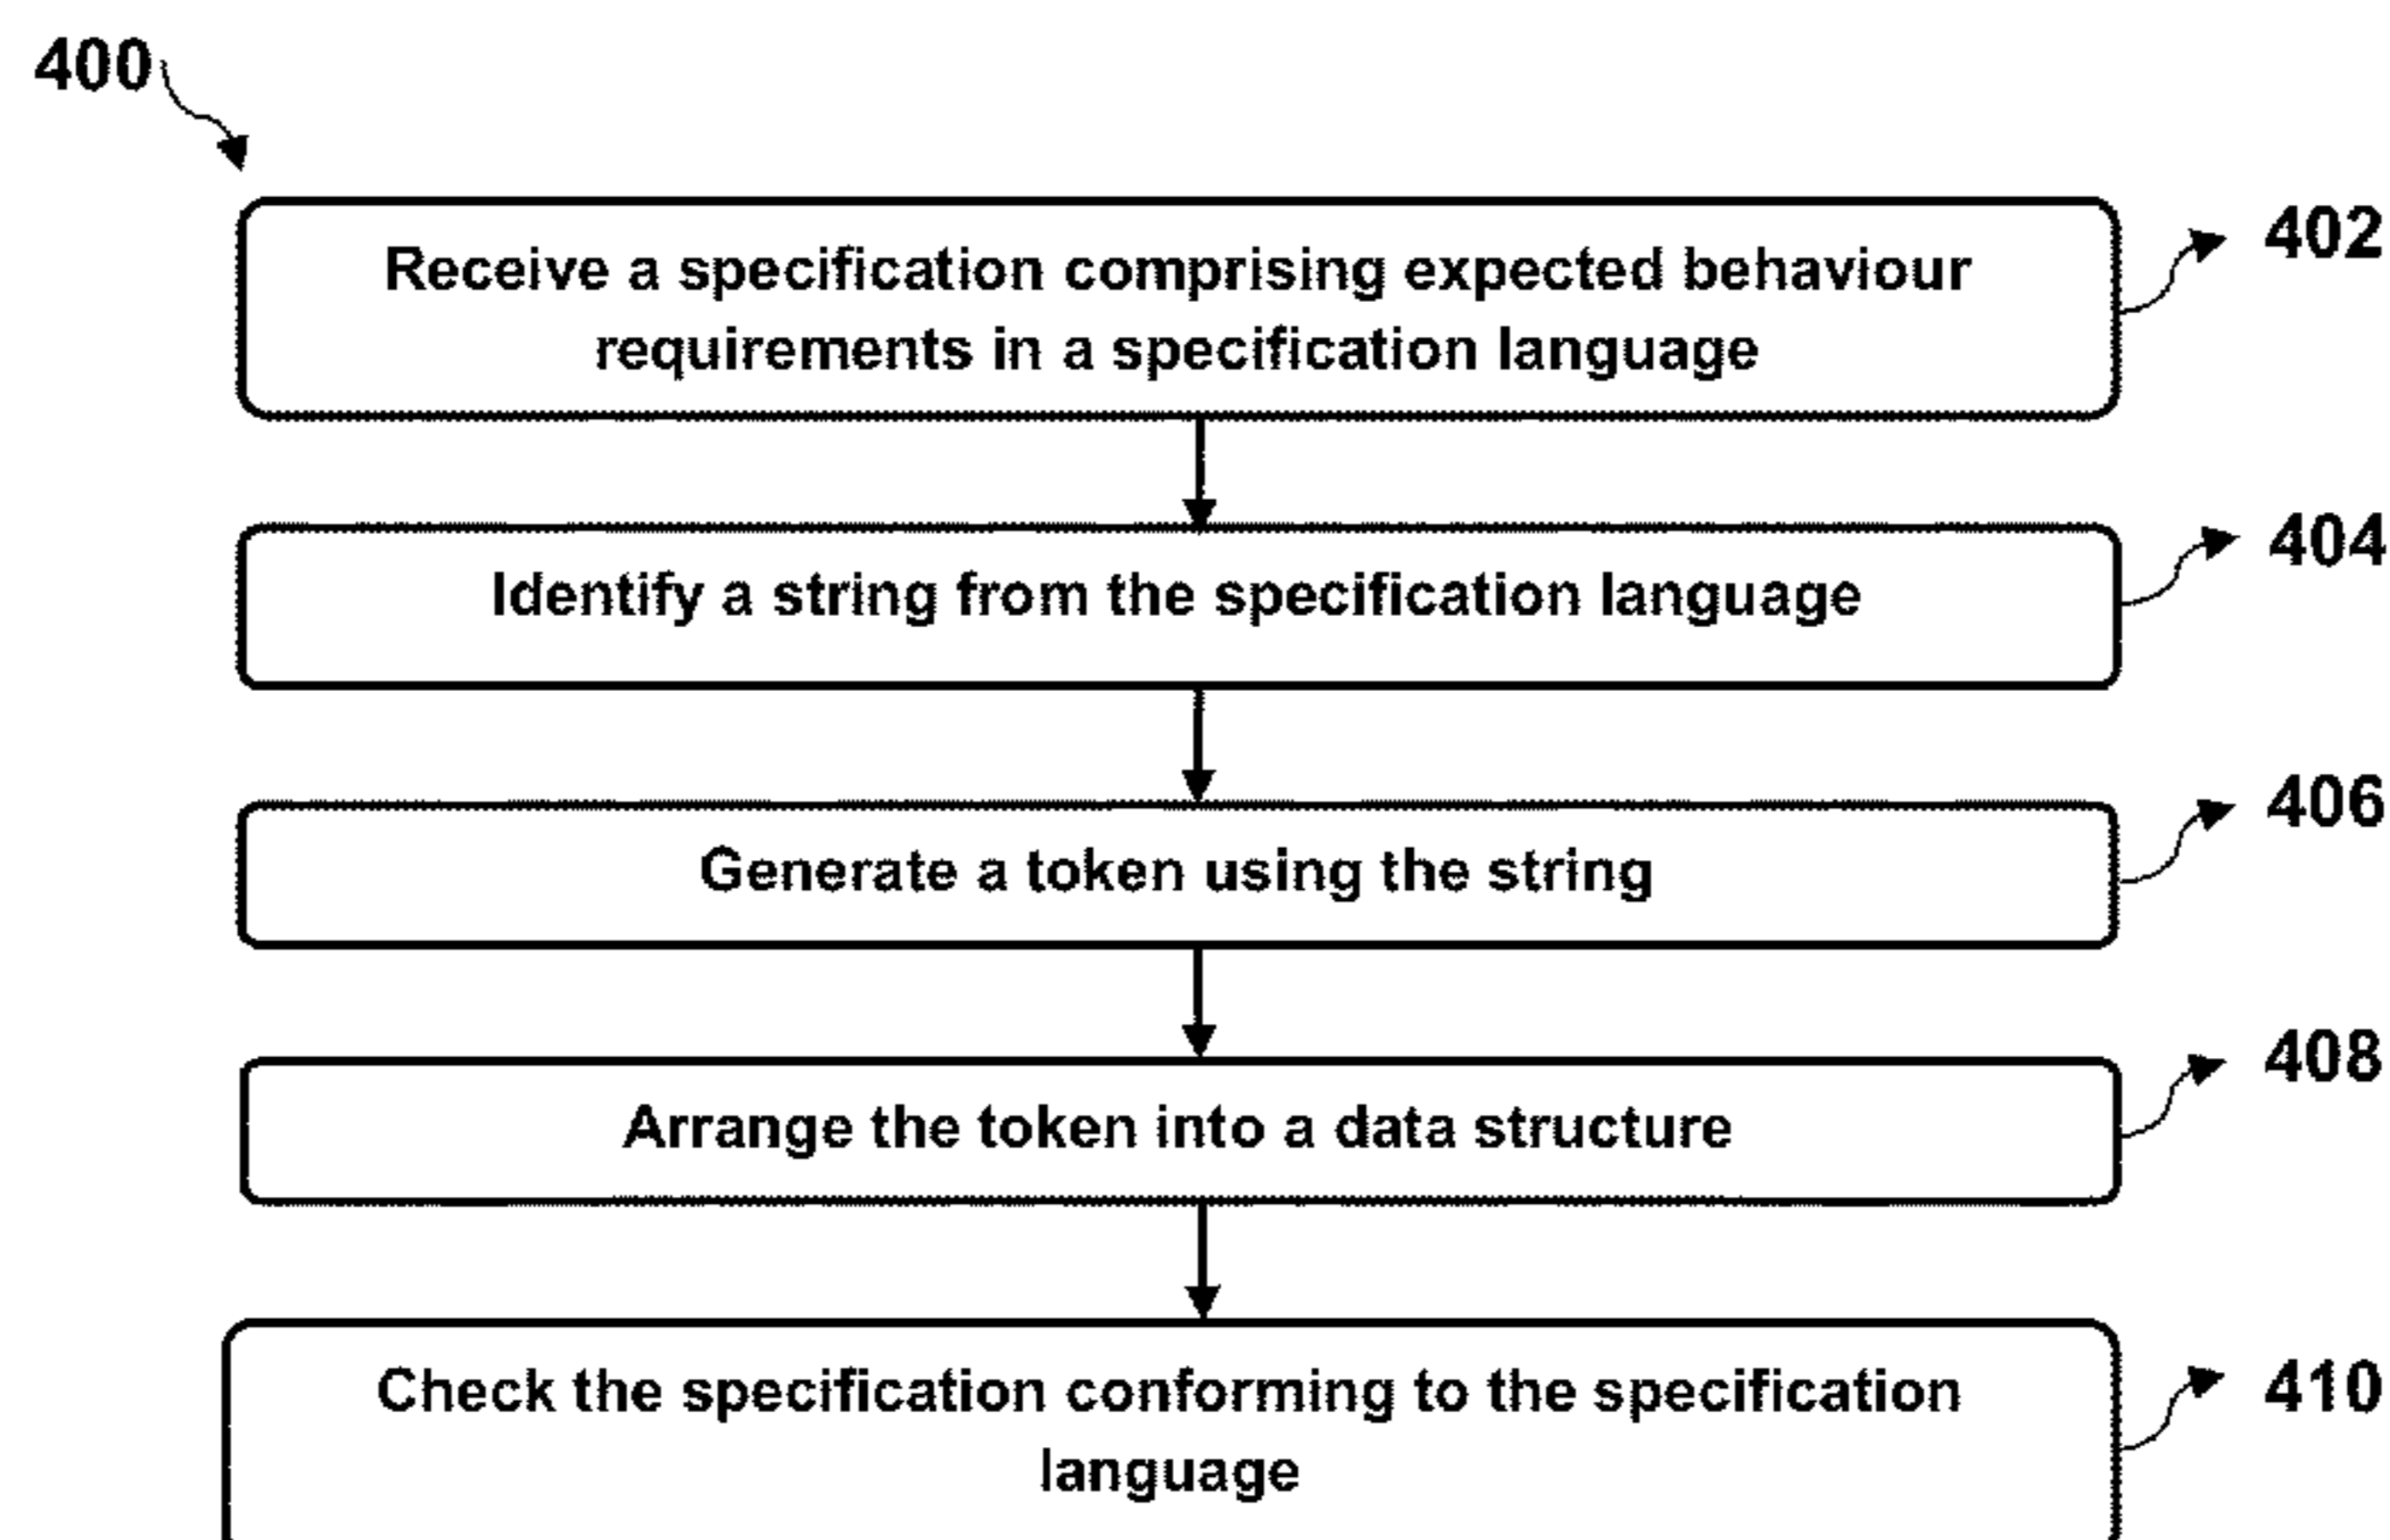 400
Receive a specification comprising expected behaviour
requirements in a specification language
402
Identify a string from the specification language
404
Generate a token using the string
406
Arrange the token into a data structure
408
Check the specification conforming to the specification
language
410